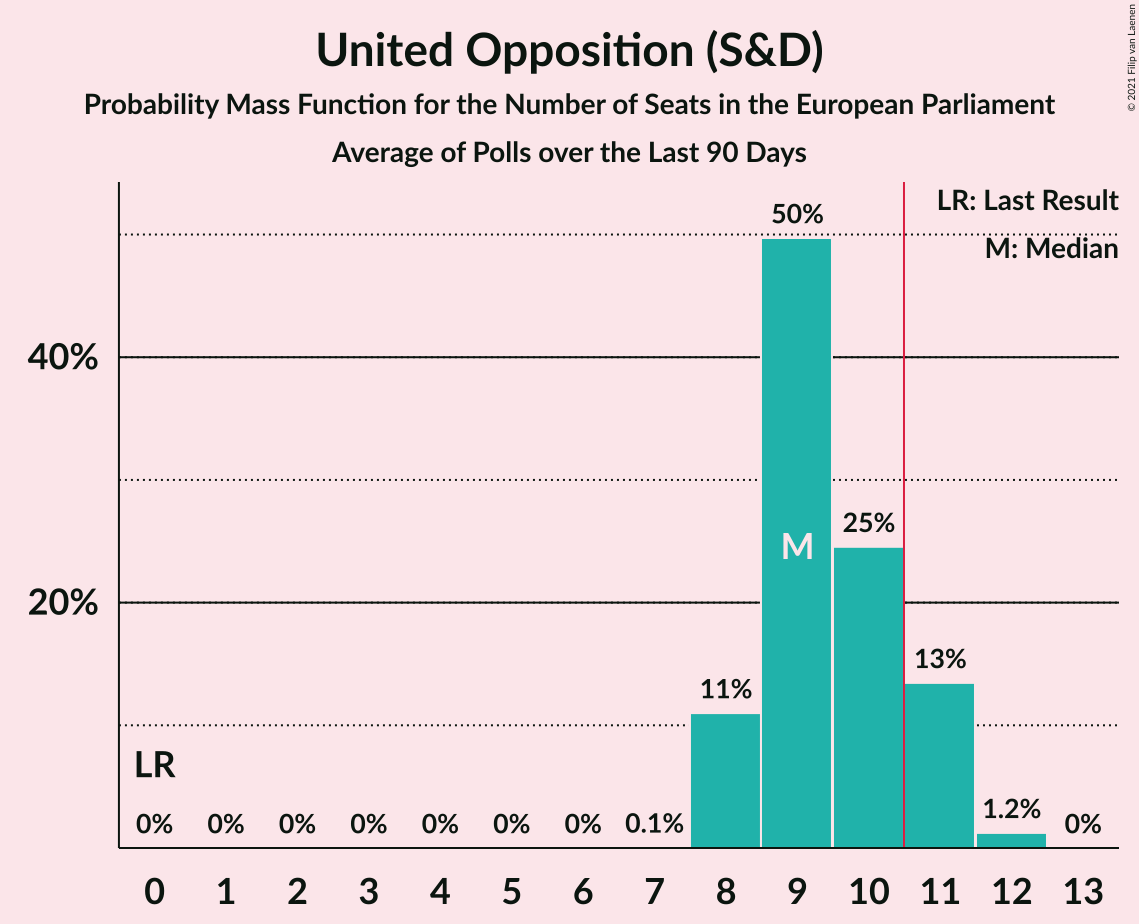 United Opposition (S&D)
Probability Mass Function for the Number of Seats in the European Parliament
Average of Polls over the Last 90 Days
© 2021 Filip van Laenen
LR: Last Result
M: Median
50%
40%
25%
M
20%
13%
11%
LR
1.2%
0% 0% 0% 0% 0% 0% 0% 0.1% 0%
0 1 2 3 4 5 6 7 8 9 10 11 12 13